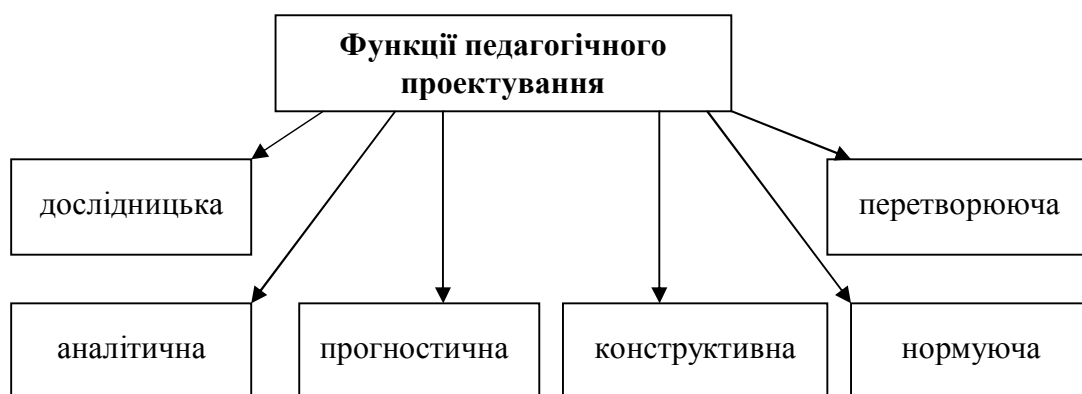 Функції педагогічного
проектування
дослідницька
перетворююча
аналітична
прогностична
конструктивна
нормуюча